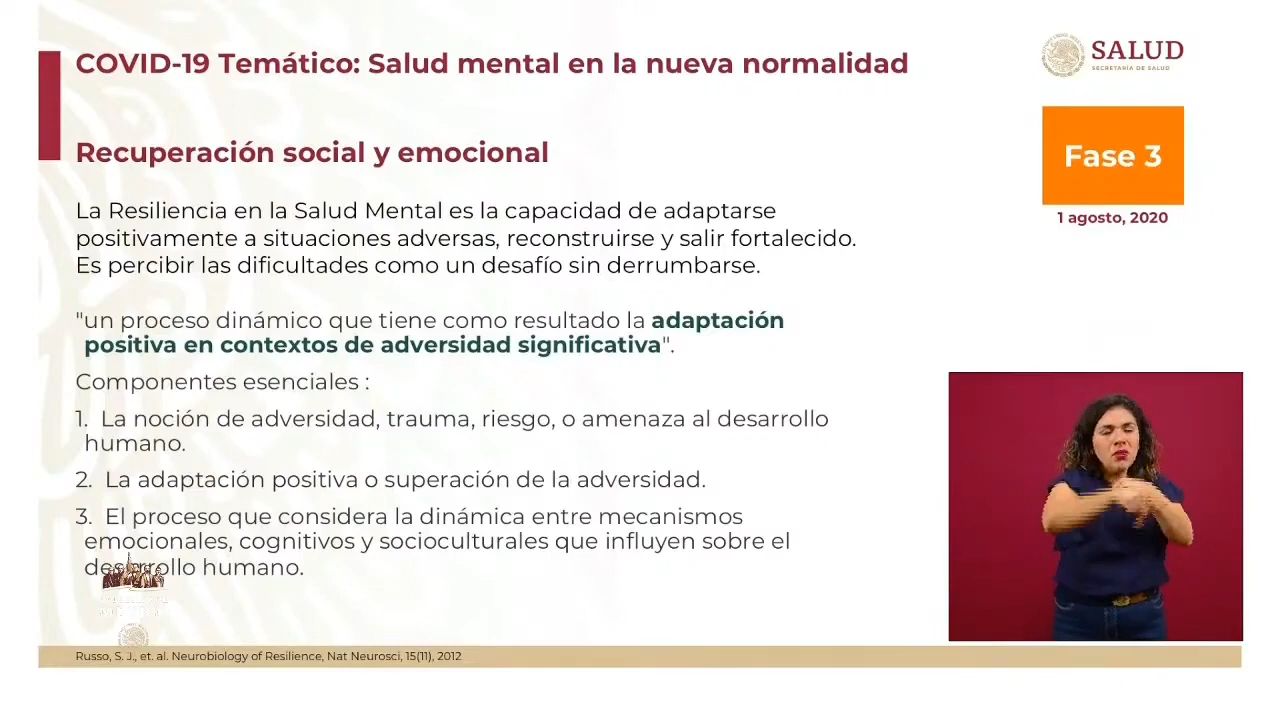 COVID-19 Temático: Salud mental en la nueva normalidad
SALUD
SECRETARÍA DE SALUD
Recuperación social y emocional
Fase 3
1 agosto, 2020
La Resiliencia en la Salud Mental es la capacidad de adaptarse
positivamente a situaciones adversas, reconstruirse y salir fortalecido.
Es percibir las dificultades como un desafío sin derrumbarse.
"un proceso dinámico que tiene como resultado la adaptación
positiva en contextos de adversidad significativa".
Componentes esenciales :
1. La noción de adversidad, trauma, riesgo, o amenaza al desarrollo
humano.
2. La adaptación positiva o superación de la adversidad.
3. El proceso que considera la dinámica entre mecanismos
emocionales, cognitivos y socioculturales que influyen sobre el
desarrollo humano.
Russo, S. J., et. al. Neurobiology of Resilience, Nat Neurosci, 15(11), 2012